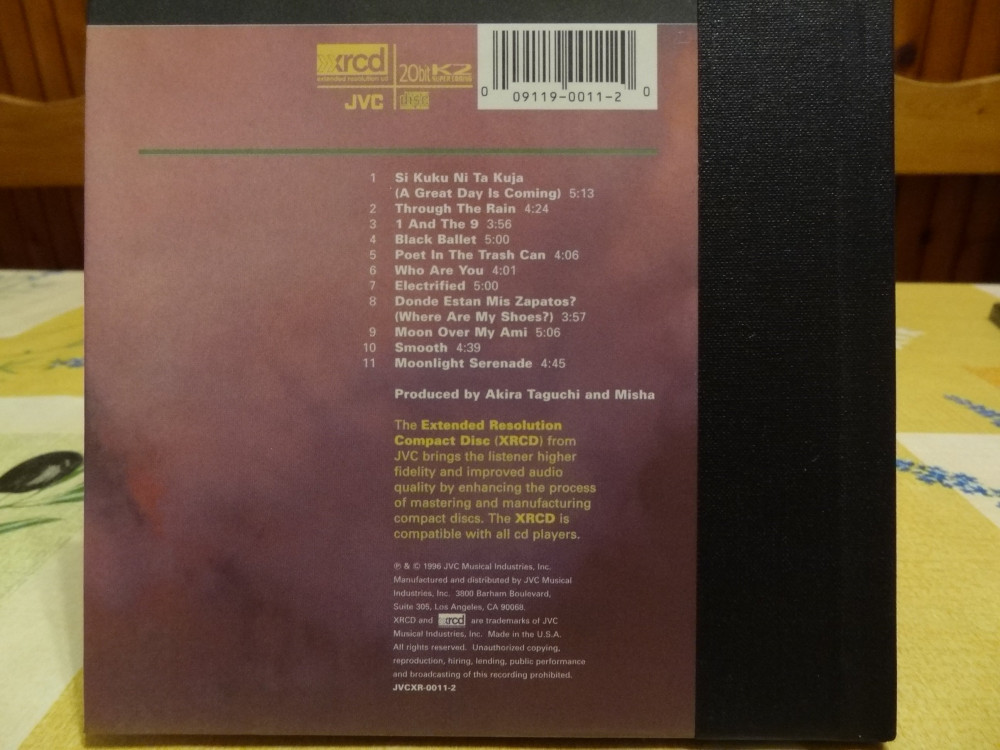 xrcd
extended resolution cd
20bit K2
SUPER CODING
JVC
disc
0 09119-0011-2 0
1 Si Kuku Ni Ta Kuja
(A Great Day Is Coming) 5:13
2 Through The Rain 4:24
3 1 And The 9 3:56
4 Black Ballet 5:00
5 Poet In The Trash Can 4:06
6 Who Are You 4:01
7 Electrified 5:00
8 Donde Estan Mis Zapatos?
(Where Are My Shoes?) 3:57
9 Moon Over My Ami 5:06
10 Smooth 4:39
11 Moonlight Serenade 4:45
Produced by Akira Taguchi and Misha
The Extended Resolution
Compact Disc (XRCD) from
JVC brings the listener higher
fidelity and improved audio
quality by enhancing the process
of mastering and manufacturing
compact discs. The XRCD is
compatible with all cd players.
℗ & © 1996 JVC Musical Industries, Inc.
Manufactured and distributed by JVC Musical
Industries, Inc. 3800 Barham Boulevard,
Suite 305, Los Angeles, CA 90068.
XRCD and xrcd are trademarks of JVC
Musical Industries, Inc. Made in the U.S.A.
All rights reserved. Unauthorized copying,
reproduction, hiring, lending, public performance
and broadcasting of this recording prohibited.
JVCXR-0011-2